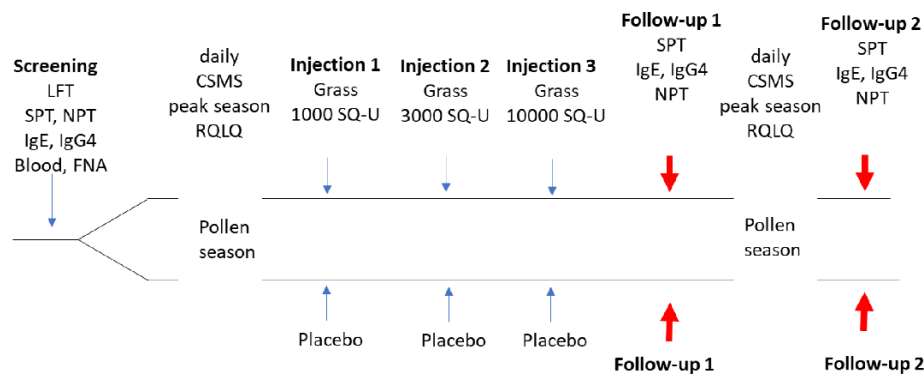 Screening
LFT
SPT, NPT
IgE, IgG4
Blood, FNA
daily
CSMS
peak season
RQLQ
Injection 1
Grass
1000 SQ-U
Injection 2
Grass
3000 SQ-U
Injection 3
Grass
10000 SQ-U
Follow-up 1
SPT
IgE, IgG4
NPT
daily
CSMS
peak season
RQLQ
Follow-up 2
SPT
IgE, IgG4
NPT
Pollen
season
Pollen
season
Placebo
Placebo
Placebo
Follow-up 1
Follow-up 2